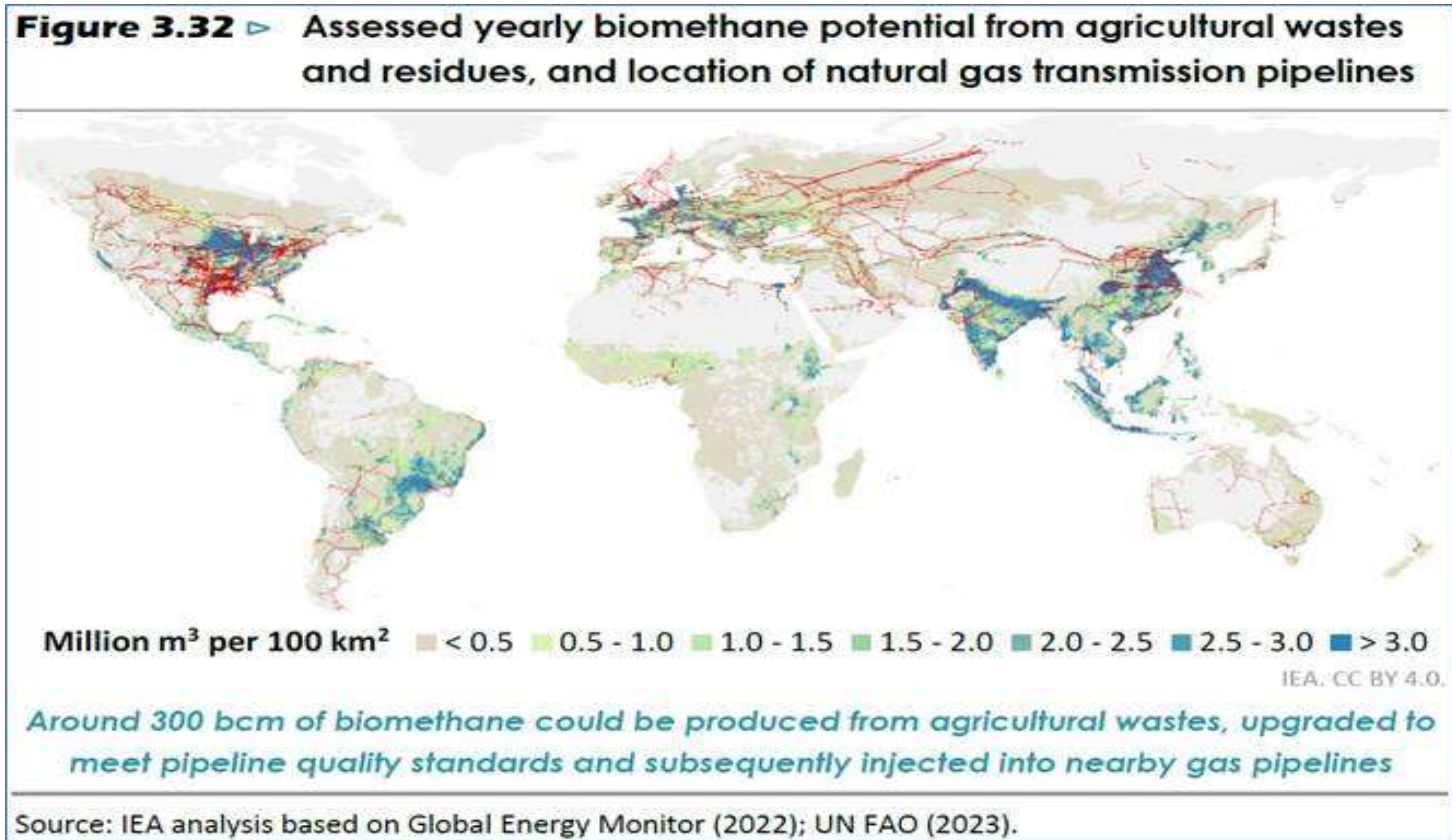 Figure 3.32 ▷ Assessed yearly biomethane potential from agricultural wastes
and residues, and location of natural gas transmission pipelines
Million m³ per 100 km² < 0.5 0.5 - 1.0 1.0 - 1.5 1.5 - 2.0 2.0 - 2.5 2.5 - 3.0 > 3.0
IEA. CC BY 4.0.
Around 300 bcm of biomethane could be produced from agricultural wastes, upgraded to
meet pipeline quality standards and subsequently injected into nearby gas pipelines
Source: IEA analysis based on Global Energy Monitor (2022); UN FAO (2023).